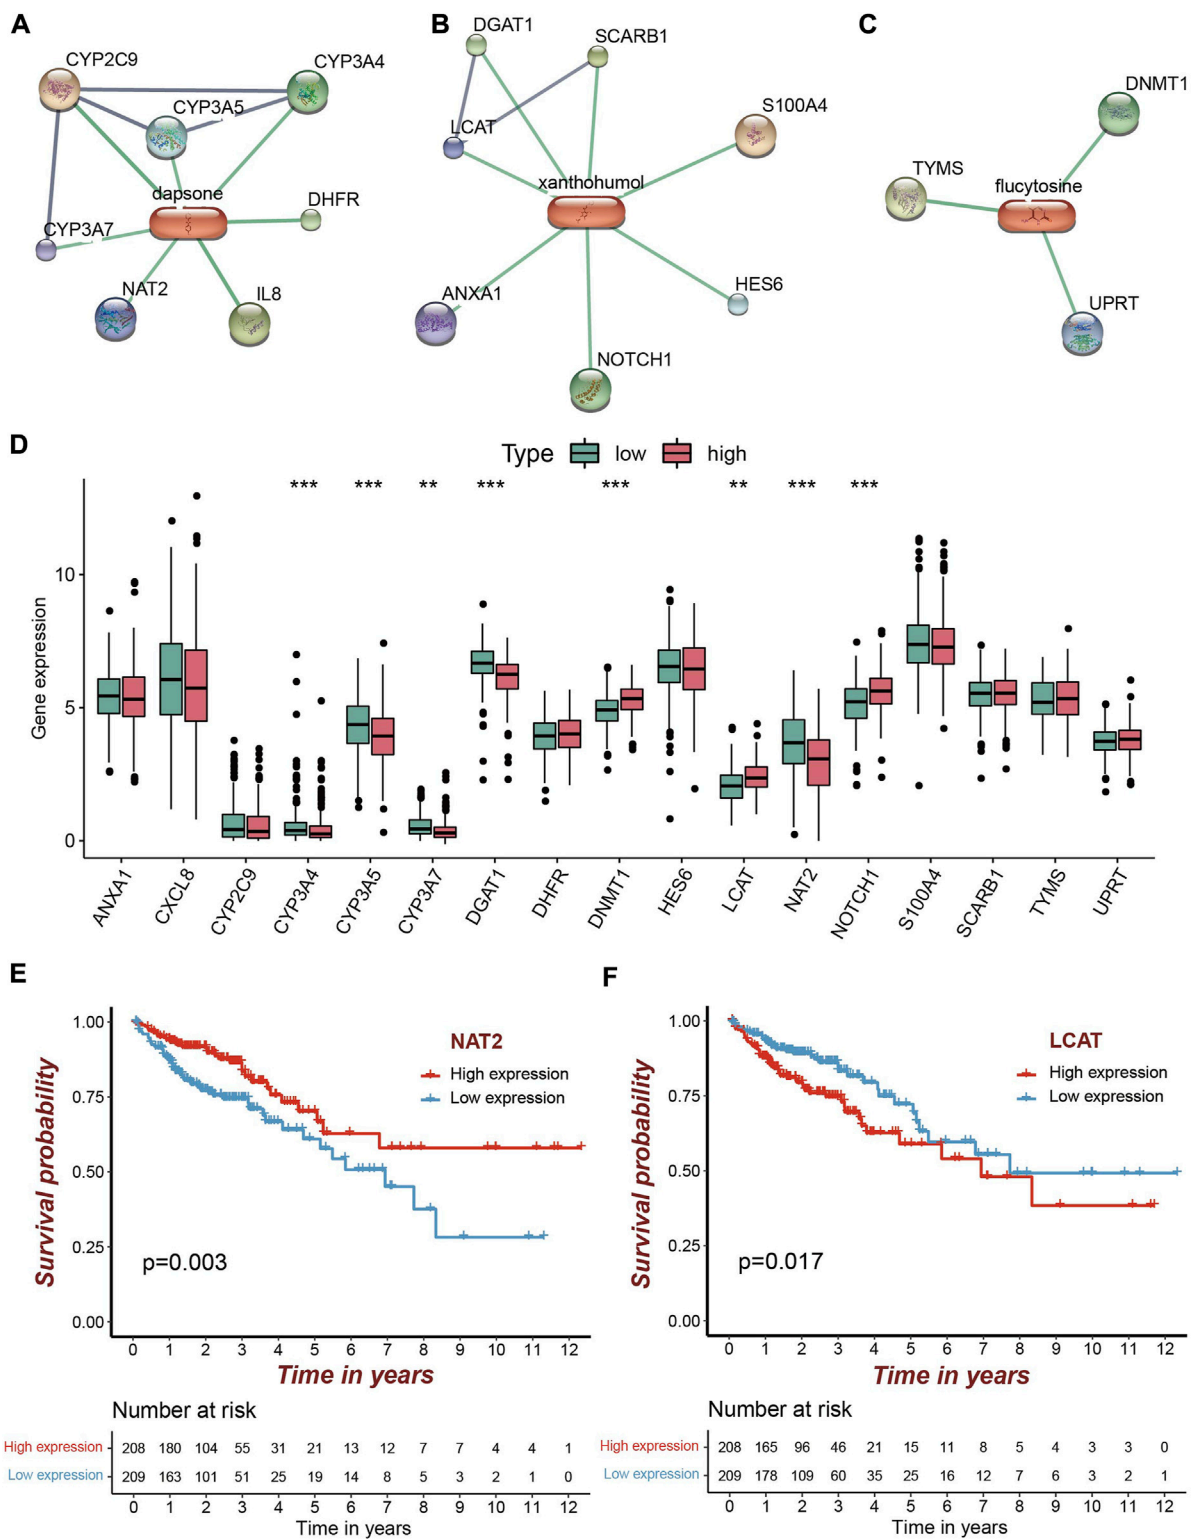 A
CYP2C9
CYP3A4
CYP3A5
dapsone
DHFR
CYP3A7
NAT2
IL8
B
DGAT1
SCARB1
S100A4
LCAT
xanthohumol
ANXA1
HES6
NOTCH1
C
DNMT1
TYMS
flucytosine
UPRT
D
Type low high
*** *** ** *** *** ** *** ***
Gene expression
10
5
0
ANXA1 CXCL8 CYP2C9 CYP3A4 CYP3A5 CYP3A7 DGAT1 DHFR DNMT1 HES6 LCAT NAT2 NOTCH1 S100A4 SCARB1 TYMS UPRT
E
Survival probability
1.00
0.75
0.50
0.25
0.00
NAT2
High expression
Low expression
p=0.003
0 1 2 3 4 5 6 7 8 9 10 11 12
Time in years
Number at risk
High expression 208 180 104 55 31 21 13 12 7 7 4 4 1
Low expression 209 163 101 51 25 19 14 8 5 3 2 1 0
0 1 2 3 4 5 6 7 8 9 10 11 12
Time in years
F
Survival probability
1.00
0.75
0.50
0.25
0.00
LCAT
High expression
Low expression
p=0.017
0 1 2 3 4 5 6 7 8 9 10 11 12
Time in years
Number at risk
High expression 208 165 96 46 21 15 11 8 5 4 3 3 0
Low expression 209 178 109 60 35 25 16 12 7 6 3 2 1
0 1 2 3 4 5 6 7 8 9 10 11 12
Time in years